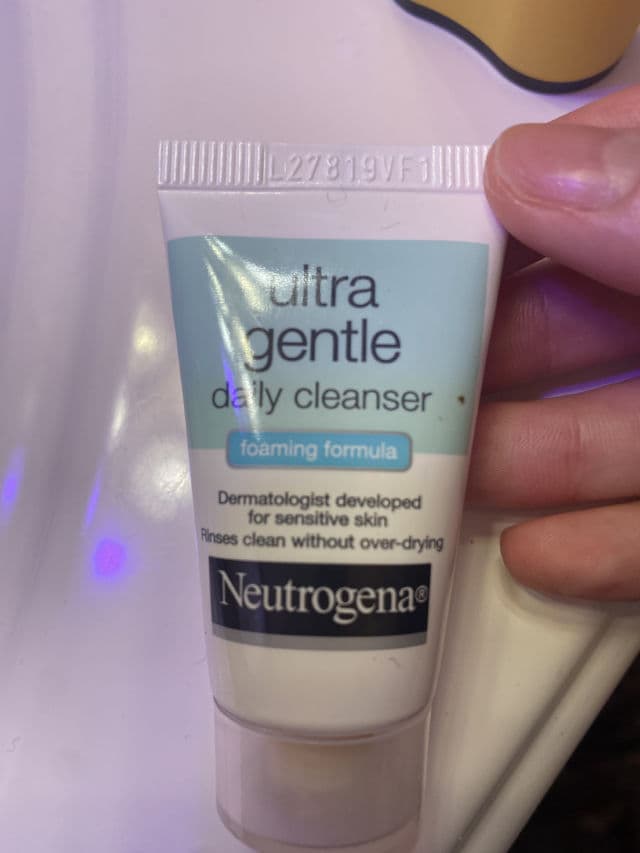 L27819VF1
ultra
gentle
daily cleanser
foaming formula
Dermatologist developed
for sensitive skin
Rinses clean without over-drying
Neutrogena®